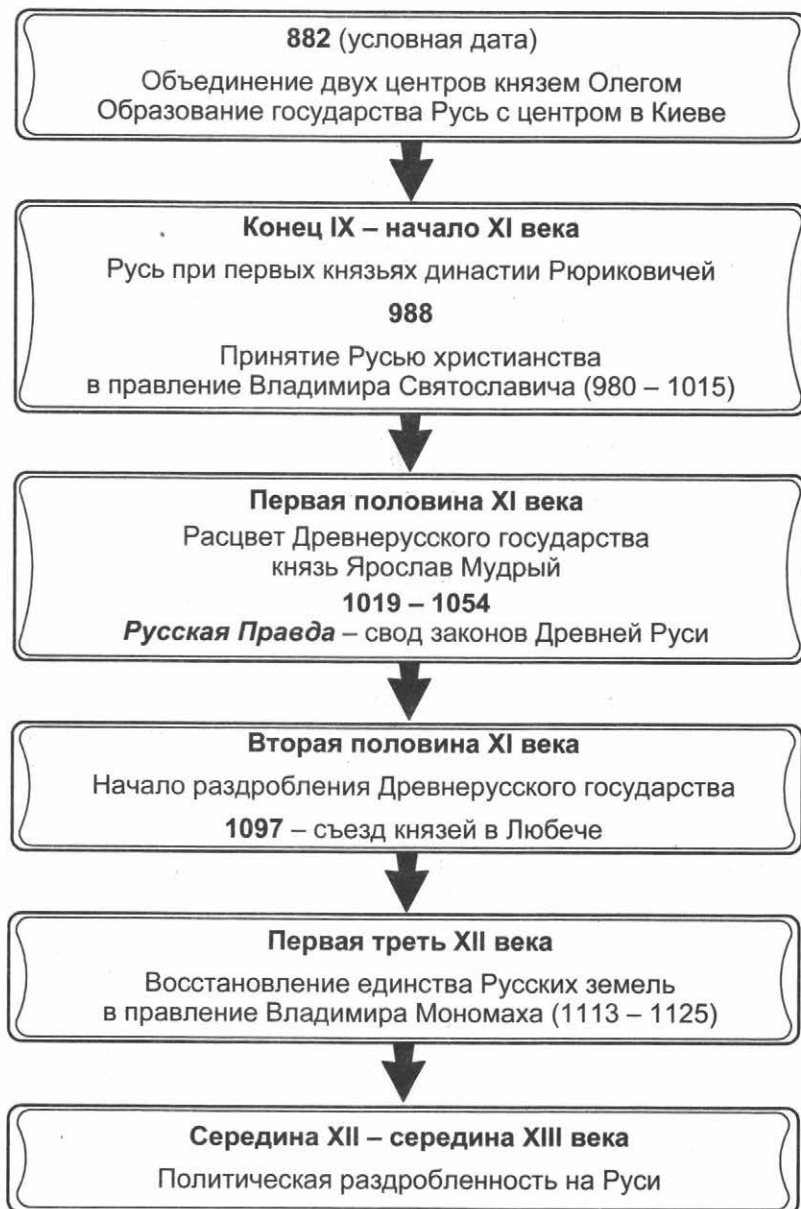 882 (условная дата)
Объединение двух центров князем Олегом
Образование государства Русь с центром в Киеве
Конец IX – начало XI века
Русь при первых князьях династии Рюриковичей
988
Принятие Русью христианства
в правление Владимира Святославича (980 – 1015)
Первая половина XI века
Расцвет Древнерусского государства
князь Ярослав Мудрый
1019 – 1054
Русская Правда – свод законов Древней Руси
Вторая половина XI века
Начало раздробления Древнерусского государства
1097 – съезд князей в Любече
Первая треть XII века
Восстановление единства Русских земель
в правление Владимира Мономаха (1113 – 1125)
Середина XII – середина XIII века
Политическая раздробленность на Руси